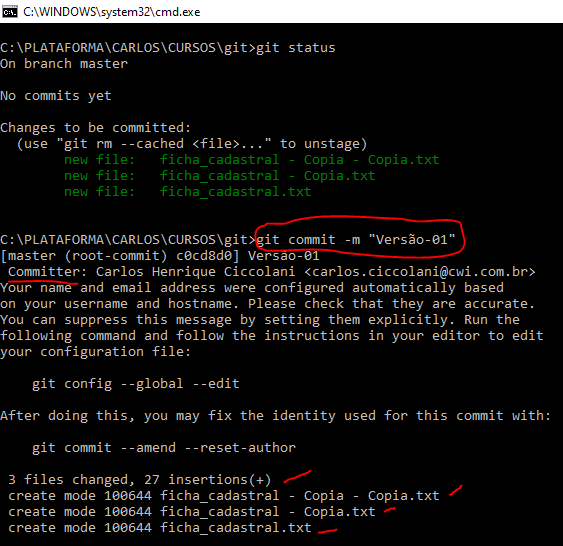 C:\WINDOWS\system32\cmd.exe
C:\PLATAFORMA\CARLOS\CURSOS\git>git status
On branch master
No commits yet
Changes to be committed:
(use "git rm --cached <file>..." to unstage)
new file:   ficha_cadastral - Copia - Copia.txt
new file:   ficha_cadastral - Copia.txt
new file:   ficha_cadastral.txt
C:\PLATAFORMA\CARLOS\CURSOS\git>git commit -m "Versão-01"
[master (root-commit) c0cd8d0] Versão-01
Committer: Carlos Henrique Ciccolani <carlos.ciccolani@cwi.com.br>
Your name and email address were configured automatically based
on your username and hostname. Please check that they are accurate.
You can suppress this message by setting them explicitly. Run the
following command and follow the instructions in your editor to edit
your configuration file:
git config --global --edit
After doing this, you may fix the identity used for this commit with:
git commit --amend --reset-author
3 files changed, 27 insertions(+)
create mode 100644 ficha_cadastral - Copia - Copia.txt
create mode 100644 ficha_cadastral - Copia.txt
create mode 100644 ficha_cadastral.txt